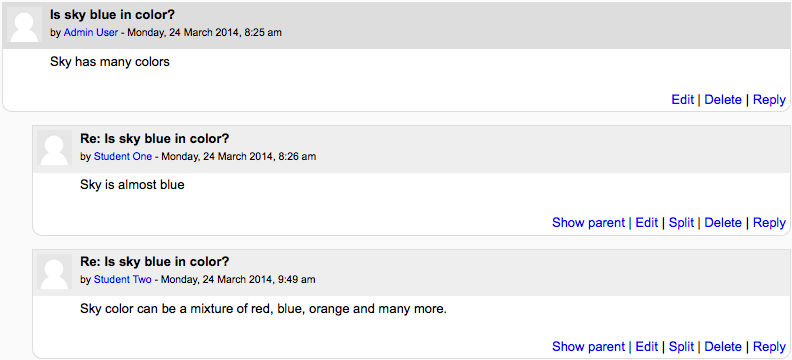 Is sky blue in color?
by Admin User - Monday, 24 March 2014, 8:25 am
Sky has many colors
Edit | Delete | Reply
Re: Is sky blue in color?
by Student One - Monday, 24 March 2014, 8:26 am
Sky is almost blue
Show parent | Edit | Split | Delete | Reply
Re: Is sky blue in color?
by Student Two - Monday, 24 March 2014, 9:49 am
Sky color can be a mixture of red, blue, orange and many more.
Show parent | Edit | Split | Delete | Reply